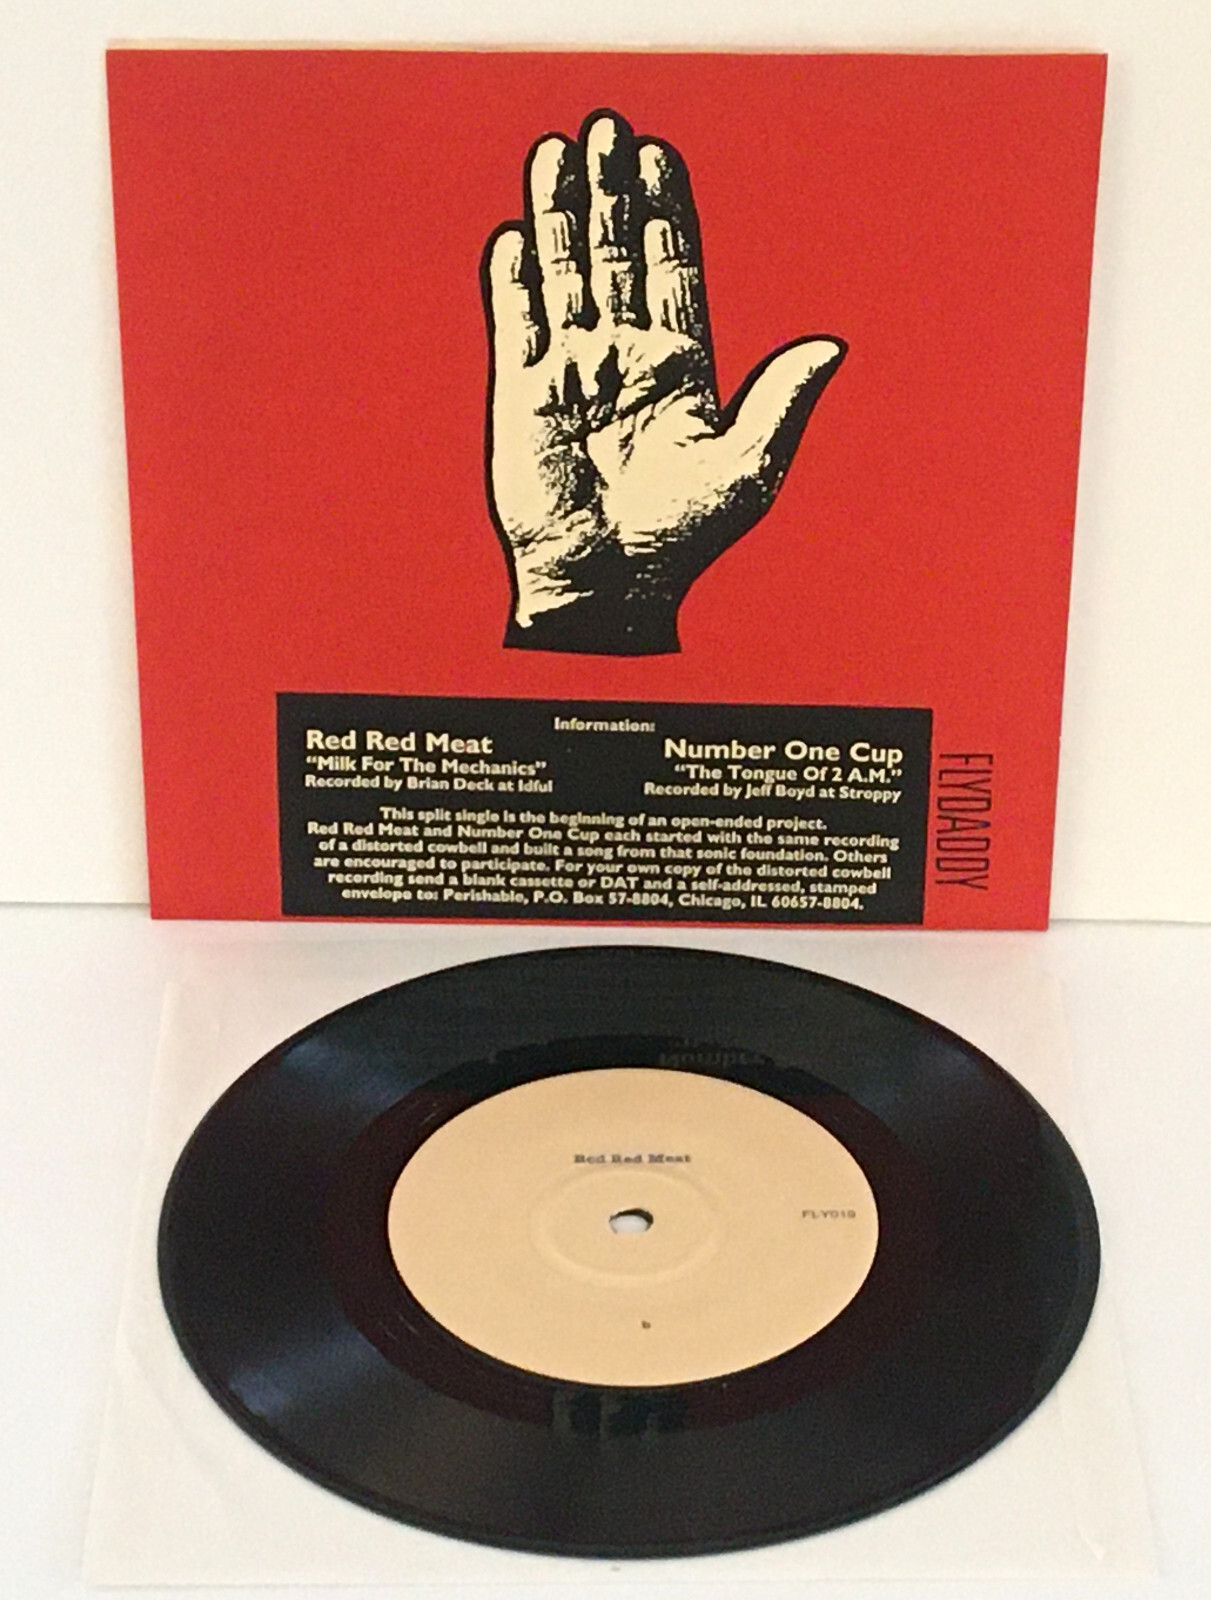 Information:
Red Red Meat
“Milk For The Mechanics”
Recorded by Brian Deck at Idful
Number One Cup
“The Tongue Of 2 A.M.”
Recorded by Jeff Boyd at Stroppy
This split single is the beginning of an open-ended project.
Red Red Meat and Number One Cup each started with the same recording
of a distorted cowbell and built a song from that sonic foundation. Others
are encouraged to participate. For your own copy of the distorted cowbell
recording send a blank cassette or DAT and a self-addressed, stamped
envelope to: Perishable, P.O. Box 57-8804, Chicago, IL 60657-8804.
FLYDADDY
Red Red Meat
FLY019
b